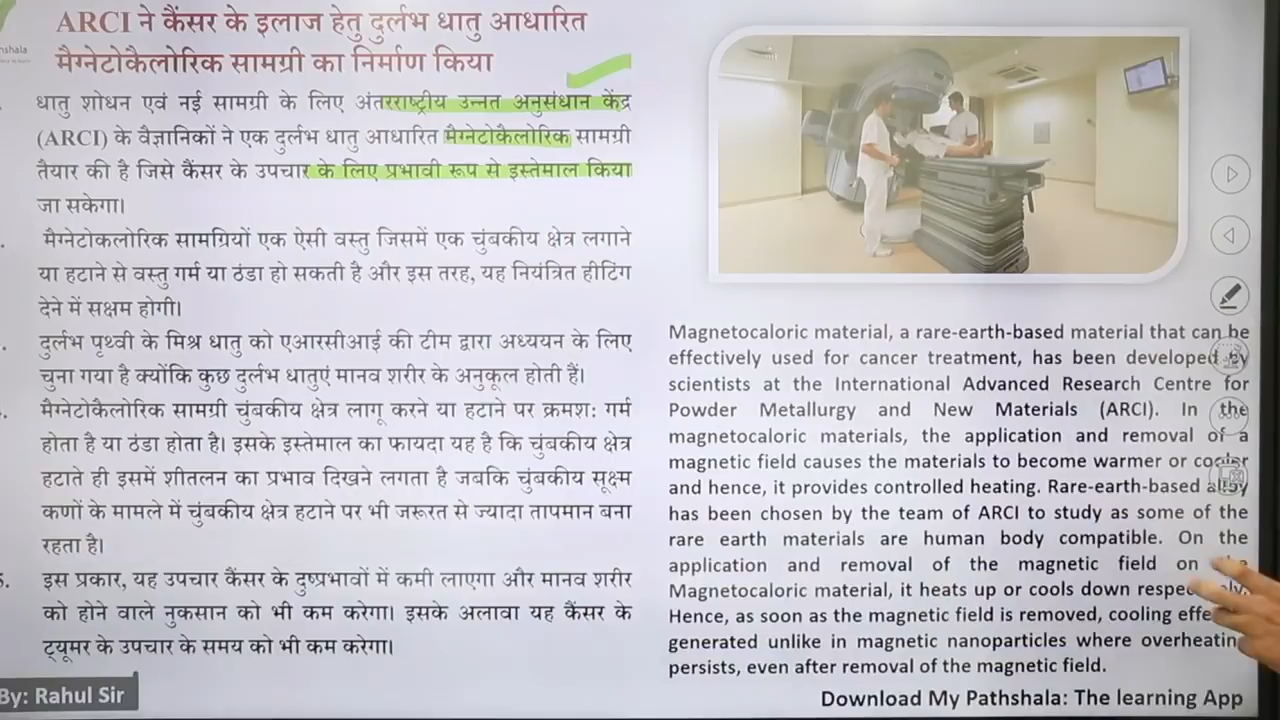 ARCI ने कैंसर के इलाज हेतु दुर्लभ धातु आधारित
मैग्नेटोकैलोरिक सामग्री का निर्माण किया
धातु शोधन एवं नई सामग्री के लिए अंतरराष्ट्रीय उन्नत अनुसंधान केंद्र
(ARCI) के वैज्ञानिकों ने एक दुर्लभ धातु आधारित मैग्नेटोकैलोरिक सामग्री
तैयार की है जिसे कैंसर के उपचार के लिए प्रभावी रूप से इस्तेमाल किया
जा सकेगा।
मैग्नेटोकलोरिक सामग्रियों एक ऐसी वस्तु जिसमें एक चुंबकीय क्षेत्र लगाने
या हटाने से वस्तु गर्म या ठंडा हो सकती है और इस तरह, यह नियंत्रित हीटिंग
देने में सक्षम होगी।
दुर्लभ पृथ्वी के मिश्र धातु को एआरसीआई की टीम द्वारा अध्ययन के लिए
चुना गया है क्योंकि कुछ दुर्लभ धातुएं मानव शरीर के अनुकूल होती हैं।
मैग्नेटोकैलोरिक सामग्री चुंबकीय क्षेत्र लागू करने या हटाने पर क्रमशः गर्म
होता है या ठंडा होता है। इसके इस्तेमाल का फायदा यह है कि चुंबकीय क्षेत्र
हटाते ही इसमें शीतलन का प्रभाव दिखने लगता है जबकि चुंबकीय सूक्ष्म
कणों के मामले में चुंबकीय क्षेत्र हटाने पर भी जरूरत से ज्यादा तापमान बना
रहता है।
इस प्रकार, यह उपचार कैंसर के दुष्प्रभावों में कमी लाएगा और मानव शरीर
को होने वाले नुकसान को भी कम करेगा। इसके अलावा यह कैंसर के
ट्यूमर के उपचार के समय को भी कम करेगा।
By: Rahul Sir
Magnetocaloric material, a rare-earth-based material that can be
effectively used for cancer treatment, has been developed by
scientists at the International Advanced Research Centre for
Powder Metallurgy and New Materials (ARCI). In the
magnetocaloric materials, the application and removal of a
magnetic field causes the materials to become warmer or cooler
and hence, it provides controlled heating. Rare-earth-based alloy
has been chosen by the team of ARCI to study as some of the
rare earth materials are human body compatible. On the
application and removal of the magnetic field on
Magnetocaloric material, it heats up or cools down
Hence, as soon as the magnetic field is removed, cooling
generated unlike in magnetic nanoparticles where overheating
persists, even after removal of the magnetic field.
Download My Pathshala: The learning App